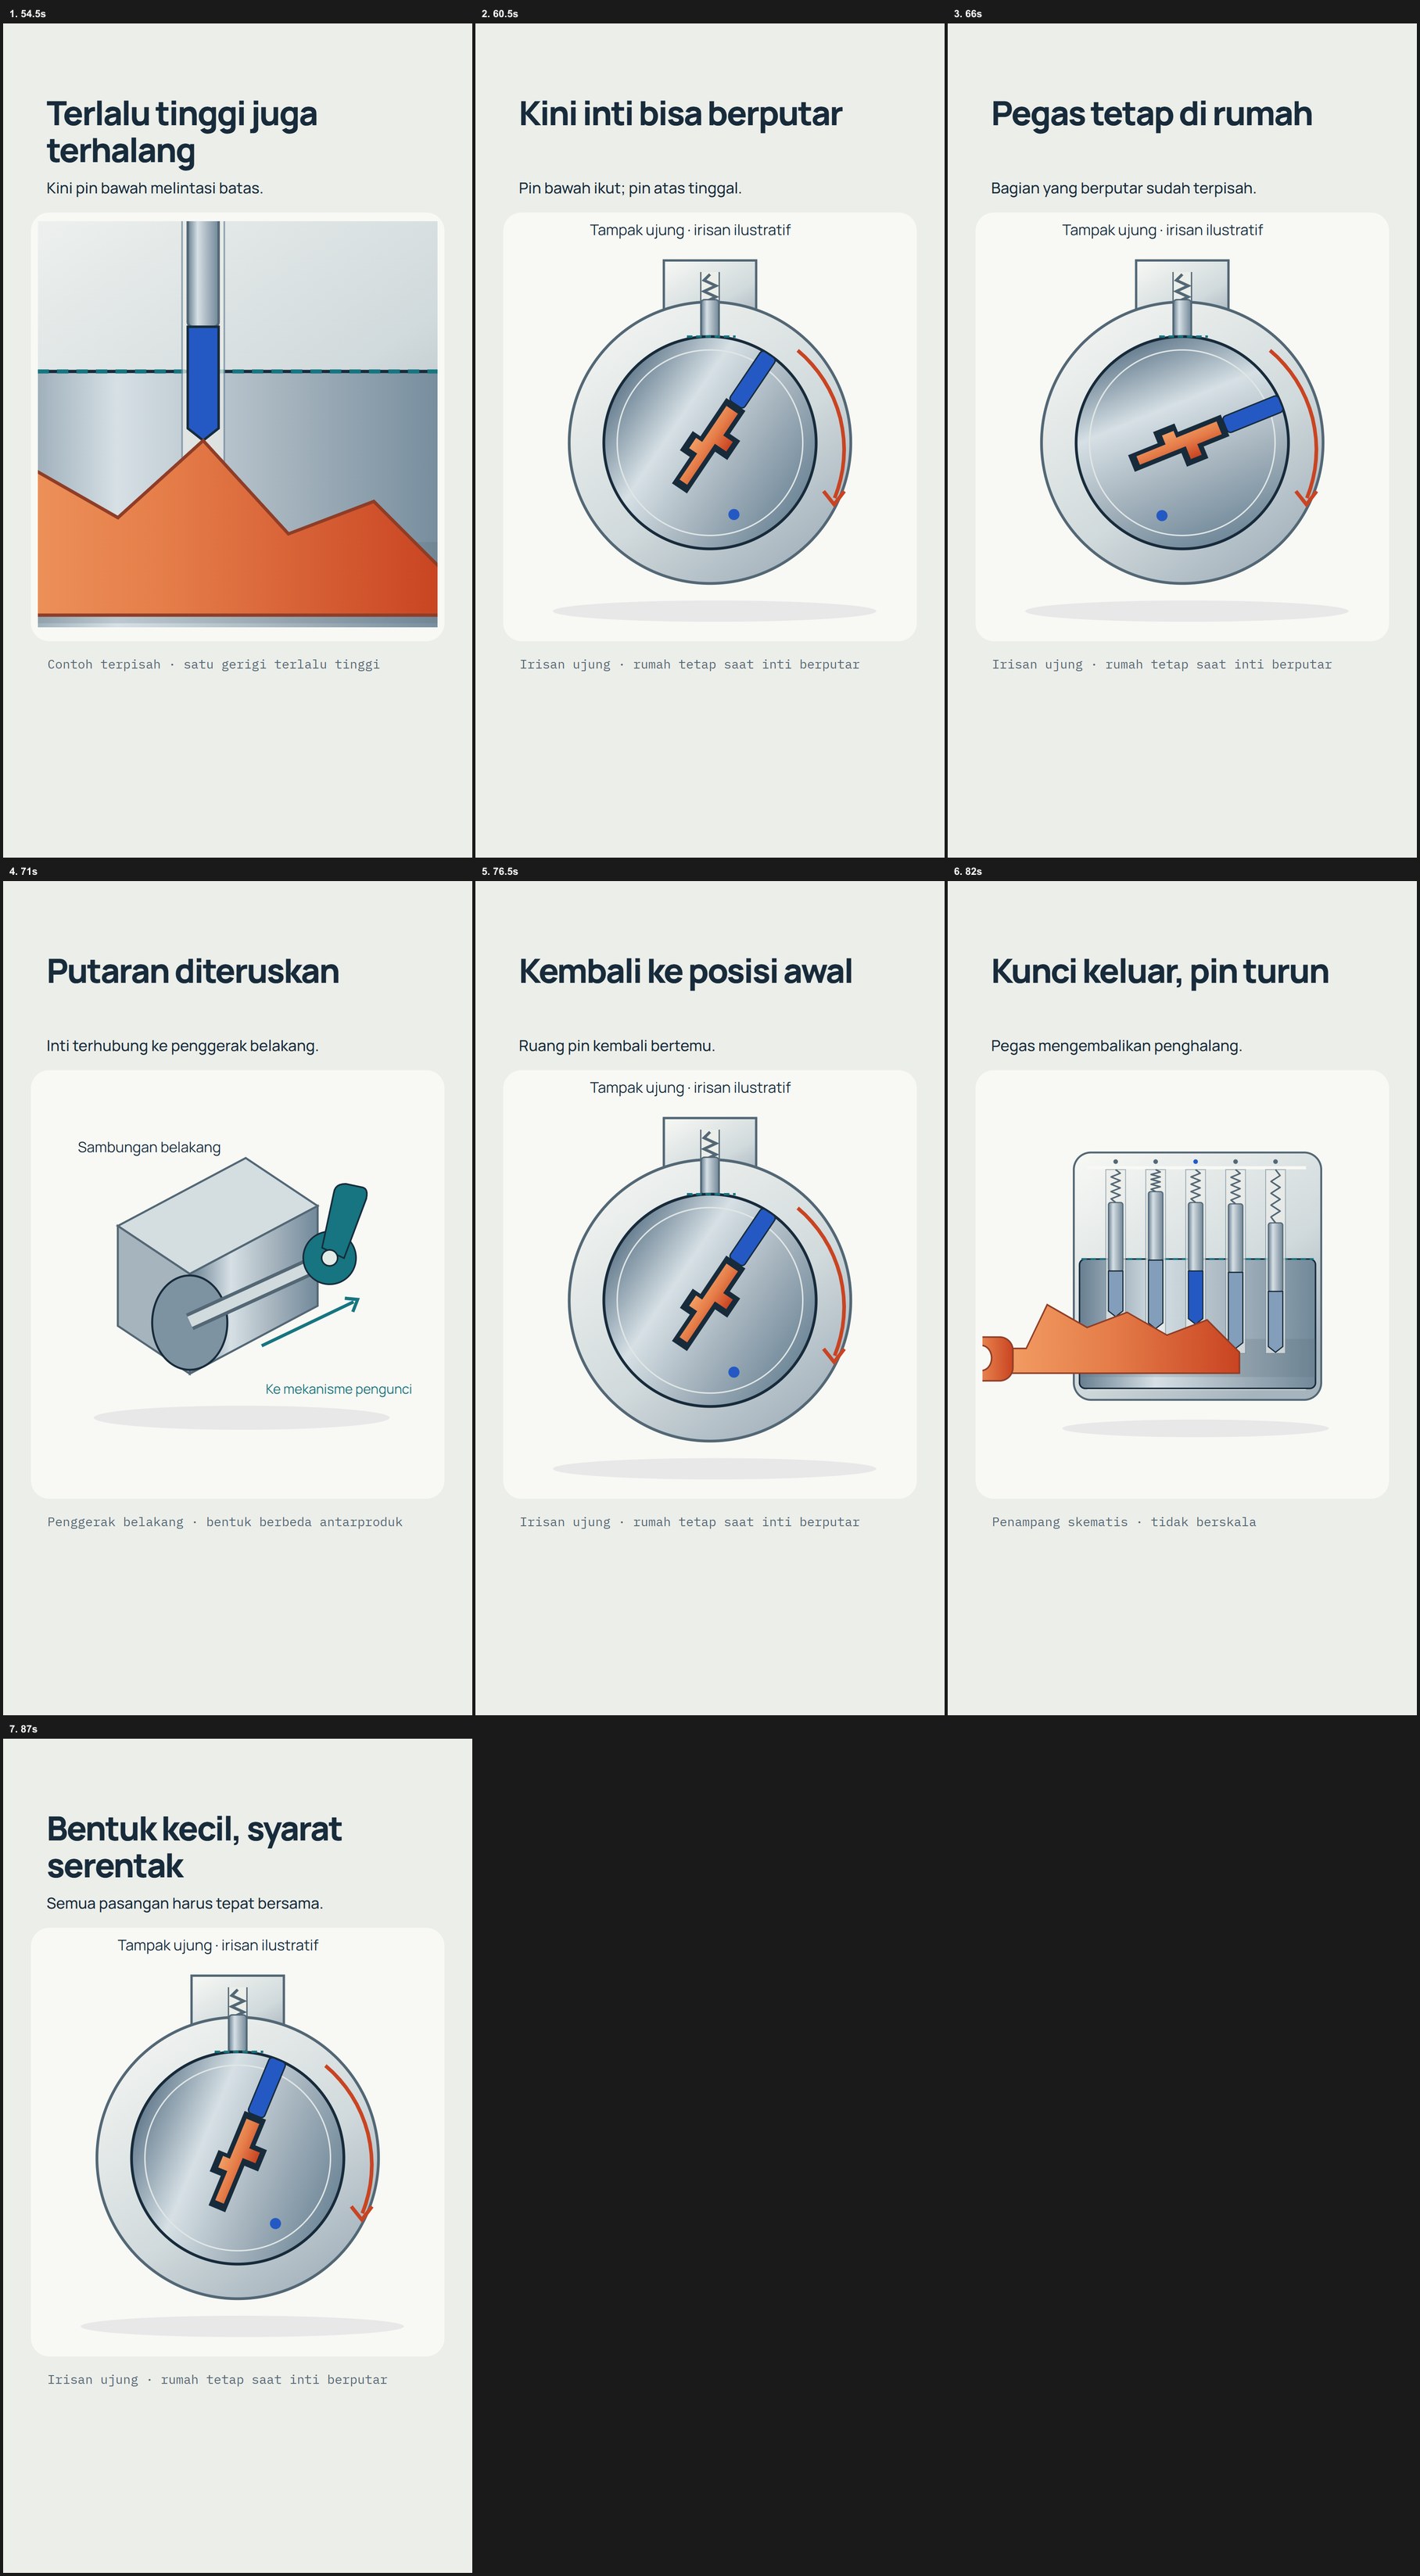 1. 54.5s
Terlalu tinggi juga
terhalang
Kini pin bawah melintasi batas.
Contoh terpisah · satu gerigi terlalu tinggi
2. 60.5s
Kini inti bisa berputar
Pin bawah ikut; pin atas tinggal.
Tampak ujung · irisan ilustratif
Irisan ujung · rumah tetap saat inti berputar
3. 66s
Pegas tetap di rumah
Bagian yang berputar sudah terpisah.
Tampak ujung · irisan ilustratif
Irisan ujung · rumah tetap saat inti berputar
4. 71s
Putaran diteruskan
Inti terhubung ke penggerak belakang.
Sambungan belakang
Ke mekanisme pengunci
Penggerak belakang · bentuk berbeda antarproduk
5. 76.5s
Kembali ke posisi awal
Ruang pin kembali bertemu.
Tampak ujung · irisan ilustratif
Irisan ujung · rumah tetap saat inti berputar
6. 82s
Kunci keluar, pin turun
Pegas mengembalikan penghalang.
Penampang skematis · tidak berskala
7. 87s
Bentuk kecil, syarat
serentak
Semua pasangan harus tepat bersama.
Tampak ujung · irisan ilustratif
Irisan ujung · rumah tetap saat inti berputar